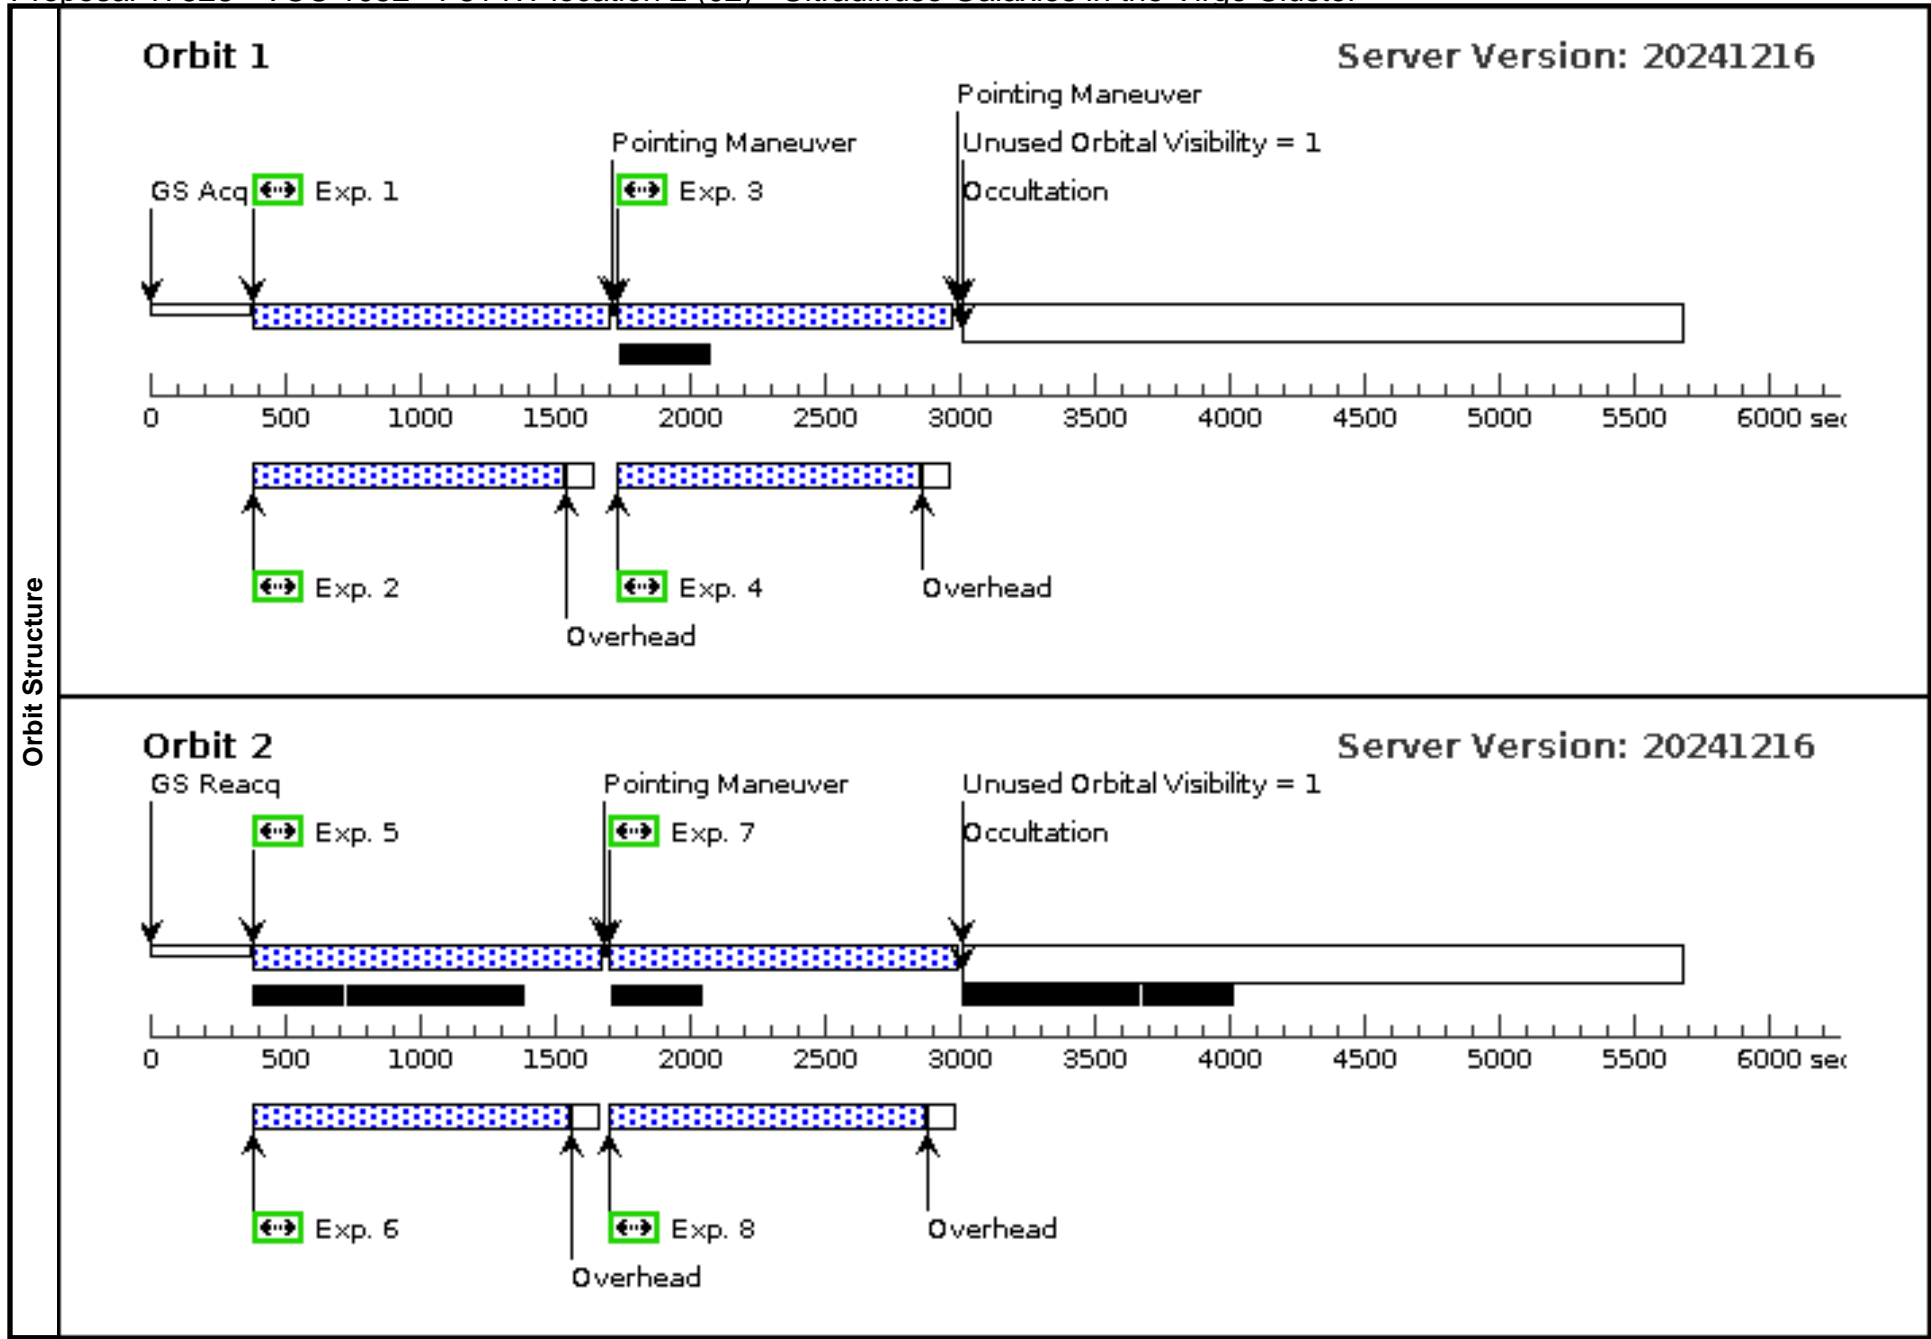 Orbit Structure
Orbit 1
Server Version: 20241216
Pointing Maneuver
Pointing Maneuver
Unused Orbital Visibility = 1
GS Acq
Exp. 1
Exp. 3
Occultation
0 500 1000 1500 2000 2500 3000 3500 4000 4500 5000 5500 6000 sec
Exp. 2
Exp. 4
Overhead
Overhead
Orbit 2
Server Version: 20241216
GS Reacq
Pointing Maneuver
Unused Orbital Visibility = 1
Exp. 5
Exp. 7
Occultation
0 500 1000 1500 2000 2500 3000 3500 4000 4500 5000 5500 6000 sec
Exp. 6
Exp. 8
Overhead
Overhead